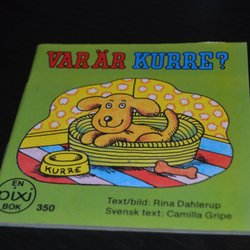 VAR ÄR KURRE?
KURRE
EN
pixi
BOK
350
Text/bild: Rina Dahlerup
Svensk text: Camilla Gripe